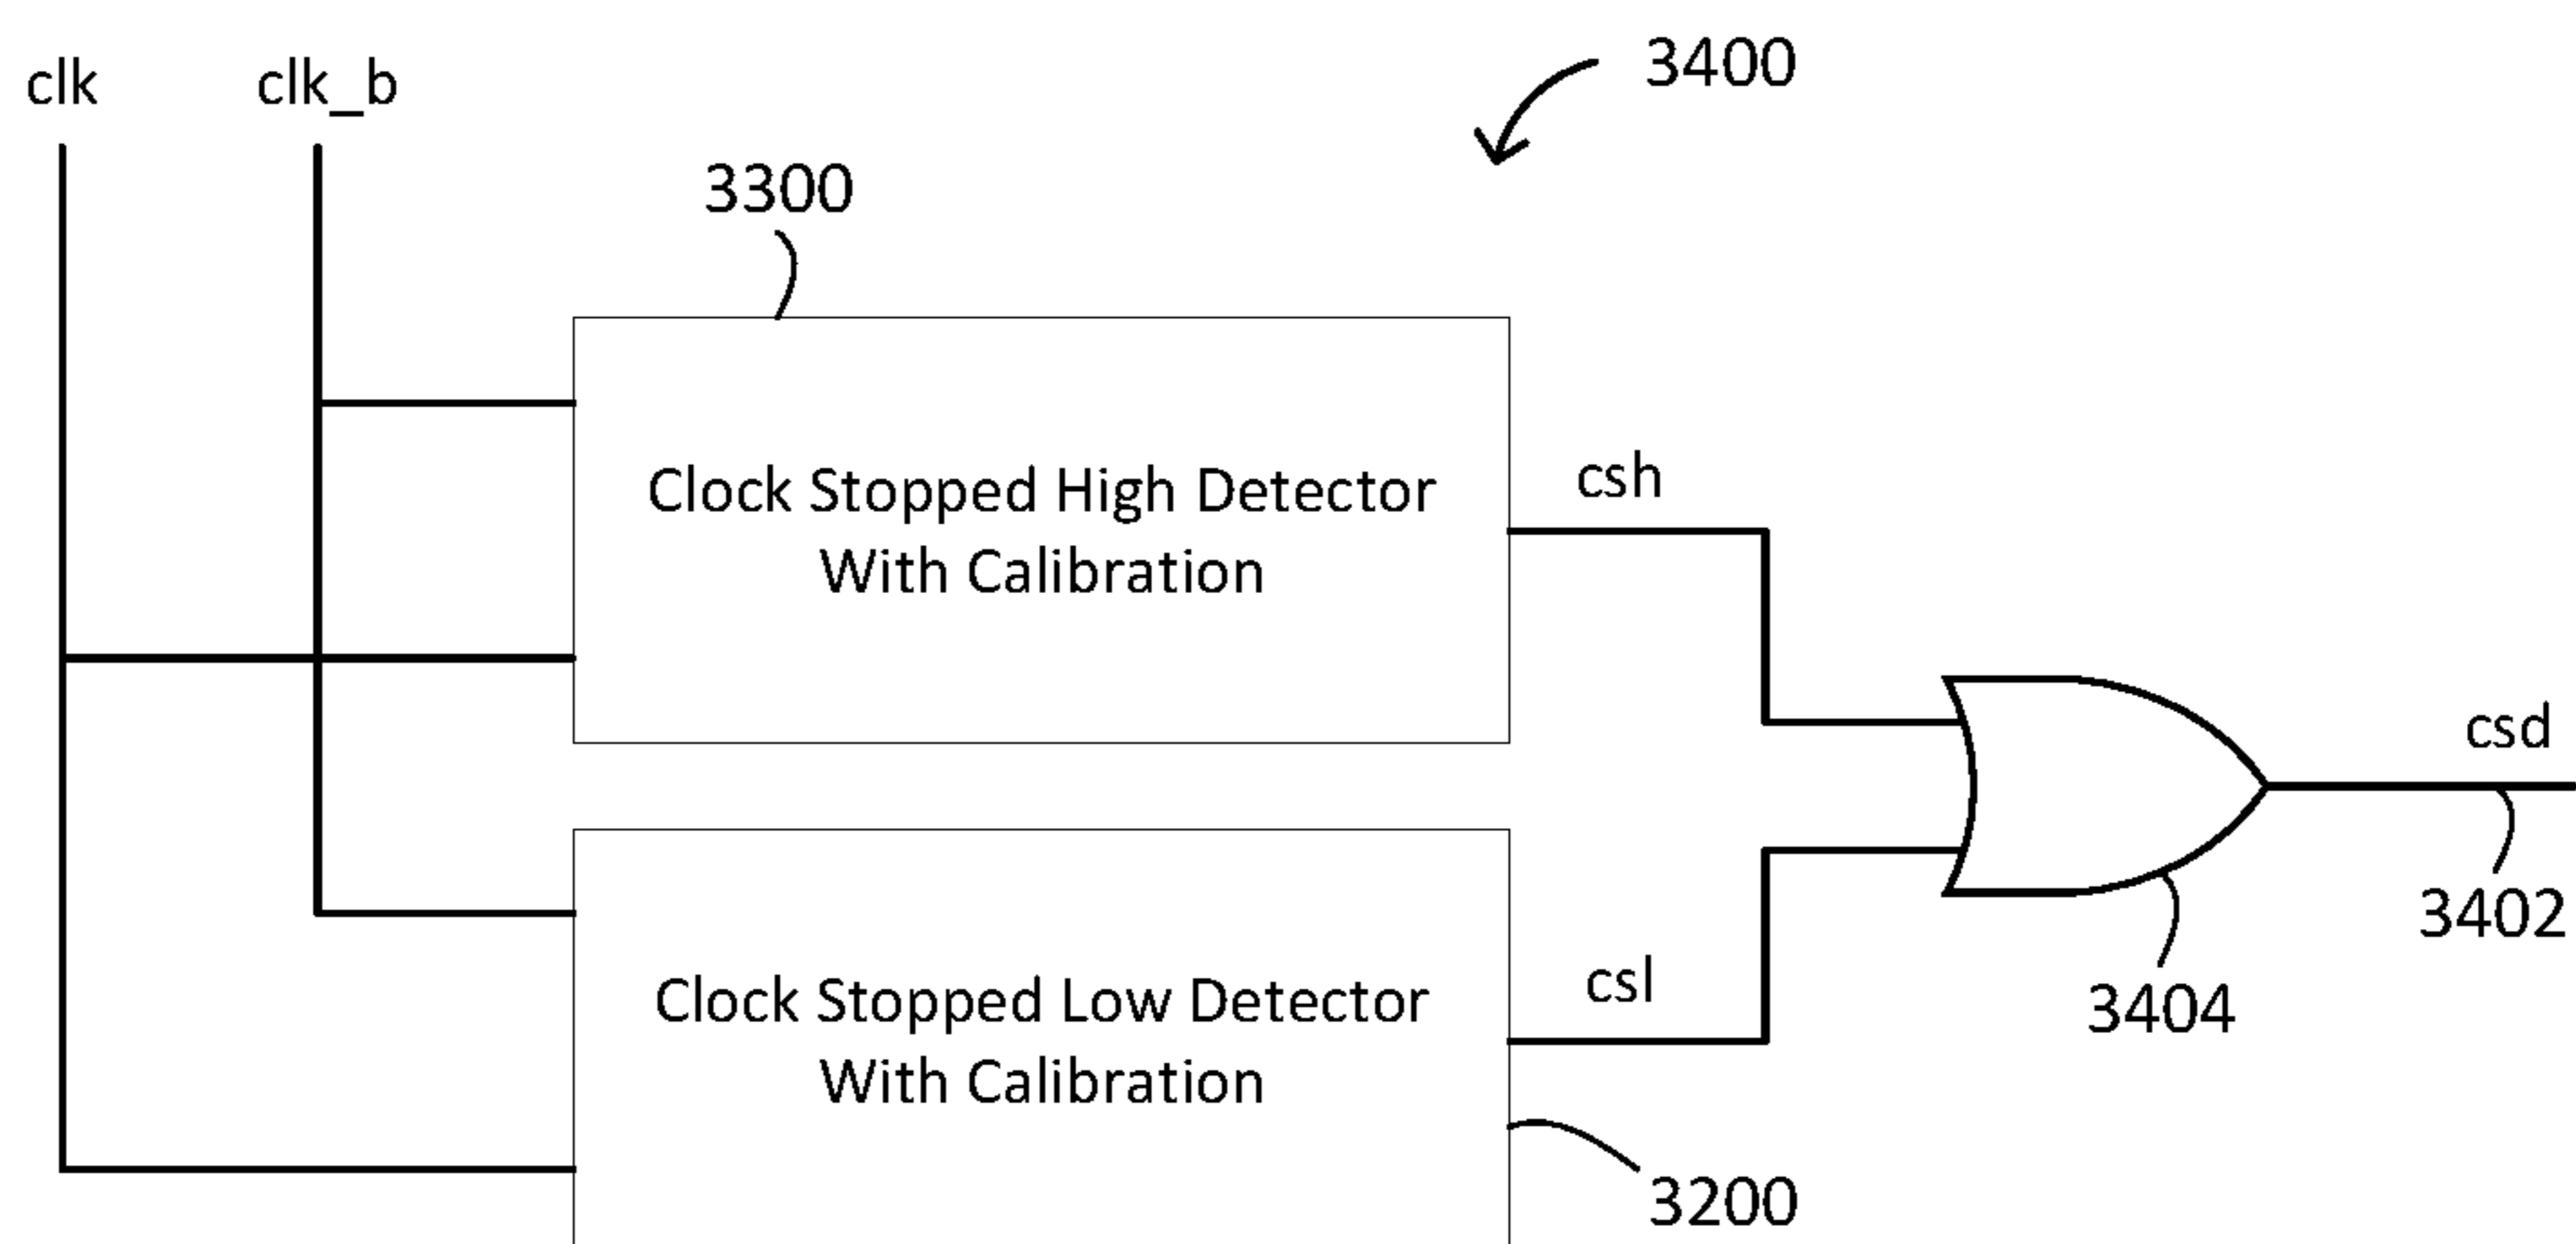 clk
clk_b
3400
3300
Clock Stopped High Detector
With Calibration
csh
csd
3402
3404
Clock Stopped Low Detector
With Calibration
csl
3200